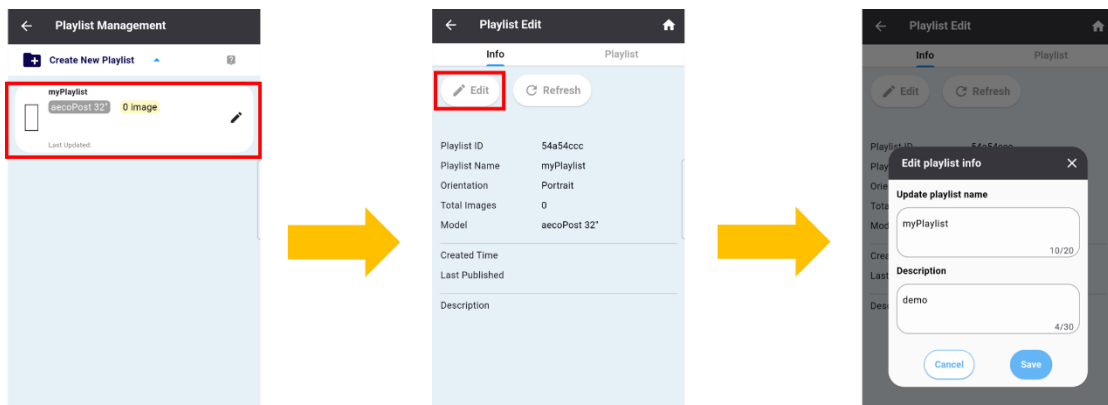 Playlist Management
Create New Playlist
myPlaylist
aecoPost 32"
0 image
Last Updated:
Playlist Edit
Info
Playlist
Edit
Refresh
Playlist ID 54a54ccc
Playlist Name myPlaylist
Orientation Portrait
Total Images 0
Model aecoPost 32"
Created Time
Last Published
Description
Playlist Edit
Info
Playlist
Edit
Refresh
Playlist ID 54a54ccc
Edit playlist info
Update playlist name
myPlaylist
10/20
Description
demo
4/30
Cancel
Save